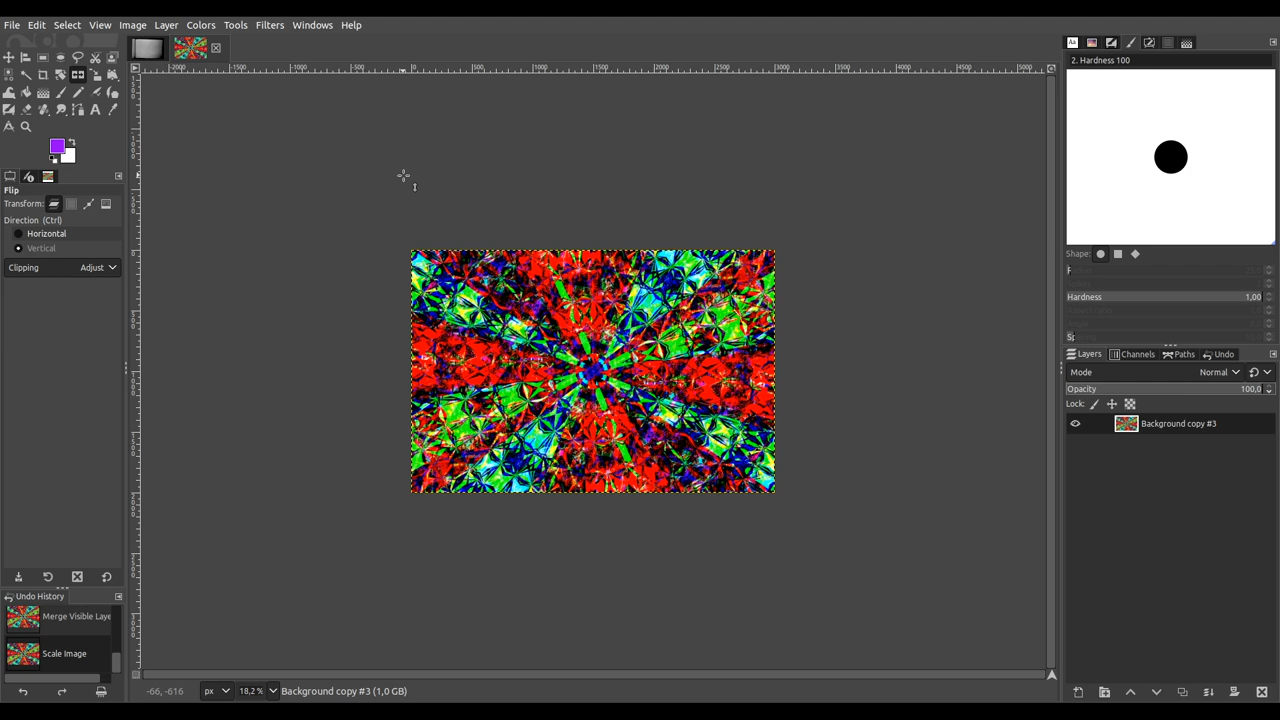 File Edit Select View Image Layer Colors Tools Filters Windows Help
2. Hardness 100
Flip
Transform:
Direction (Ctrl)
Horizontal
Vertical
Clipping Adjust
Shape:
Hardness 1,00
Layers Channels Paths Undo
Mode Normal
Opacity 100,0
Lock:
Background copy #3
Undo History
Merge Visible Laye
Scale Image
-66, -616 px 18,2 % Background copy #3 (1,0 GB)